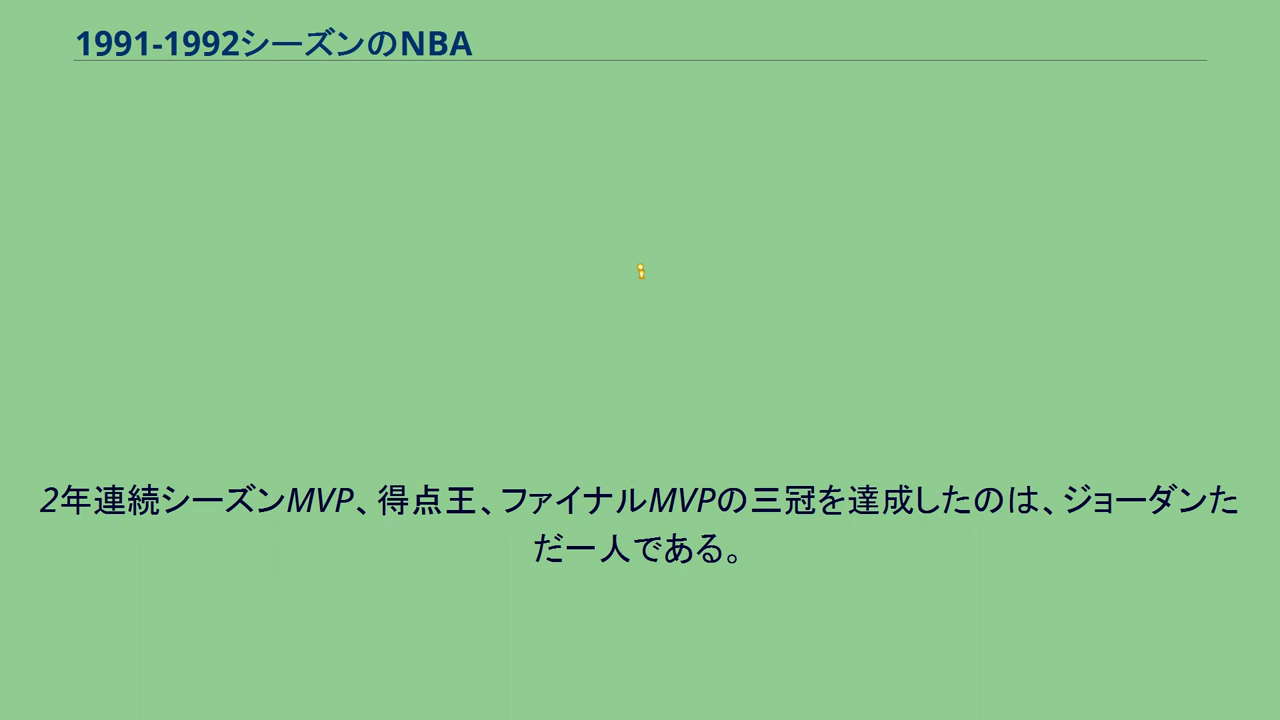 1991-1992シーズンのNBA
2年連続シーズンMVP、得点王、ファイナルMVPの三冠を達成したのは、ジョーダンた
だ一人である。